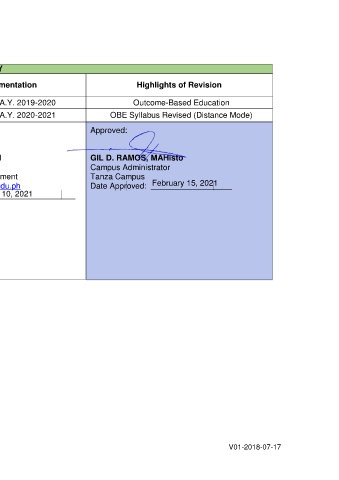 Y
mentation Highlights of Revision
A.Y. 2019-2020 Outcome-Based Education
A.Y. 2020-2021 OBE Syllabus Revised (Distance Mode)
Approved:
GIL D. RAMOS, MAHisto
Campus Administrator
ment Tanza Campus
du.ph Date Approved: February 15, 2021
10, 2021
V01-2018-07-17